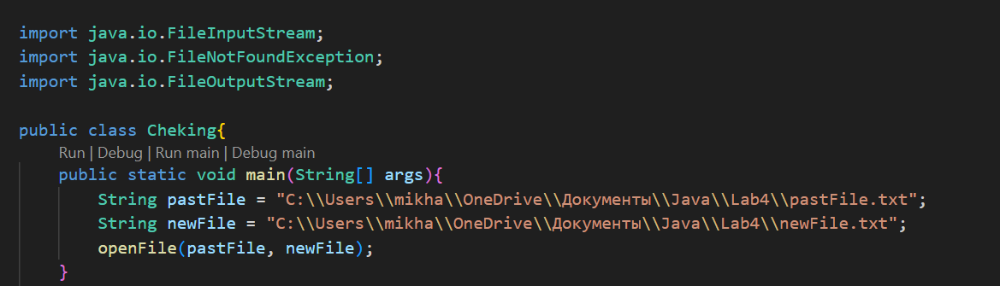 import java.io.FileInputStream;
import java.io.FileNotFoundException;
import java.io.FileOutputStream;
public class Cheking{
Run | Debug | Run main | Debug main
public static void main(String[] args){
String pastFile = "C:\\Users\\mikha\\OneDrive\\Документы\\Java\\Lab4\\pastFile.txt";
String newFile = "C:\\Users\\mikha\\OneDrive\\Документы\\Java\\Lab4\\newFile.txt";
openFile(pastFile, newFile);
}